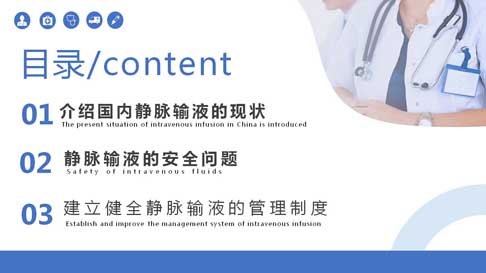 目录/content
01 介绍国内静脉输液的现状
The present situation of intravenous infusion in China is introduced
02 静脉输液的安全问题
Safety of intravenous fluids
03 建立健全静脉输液的管理制度
Establish and improve the management system of intravenous infusion